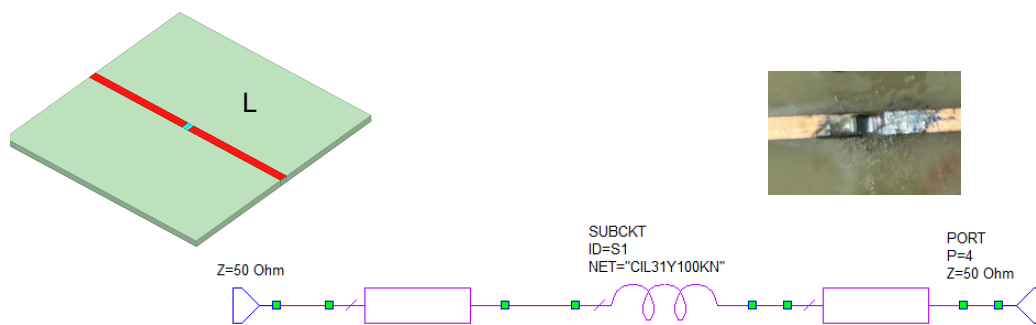 L
Z=50 Ohm
SUBCKT
ID=S1
NET="CIL31Y100KN"
PORT
P=4
Z=50 Ohm